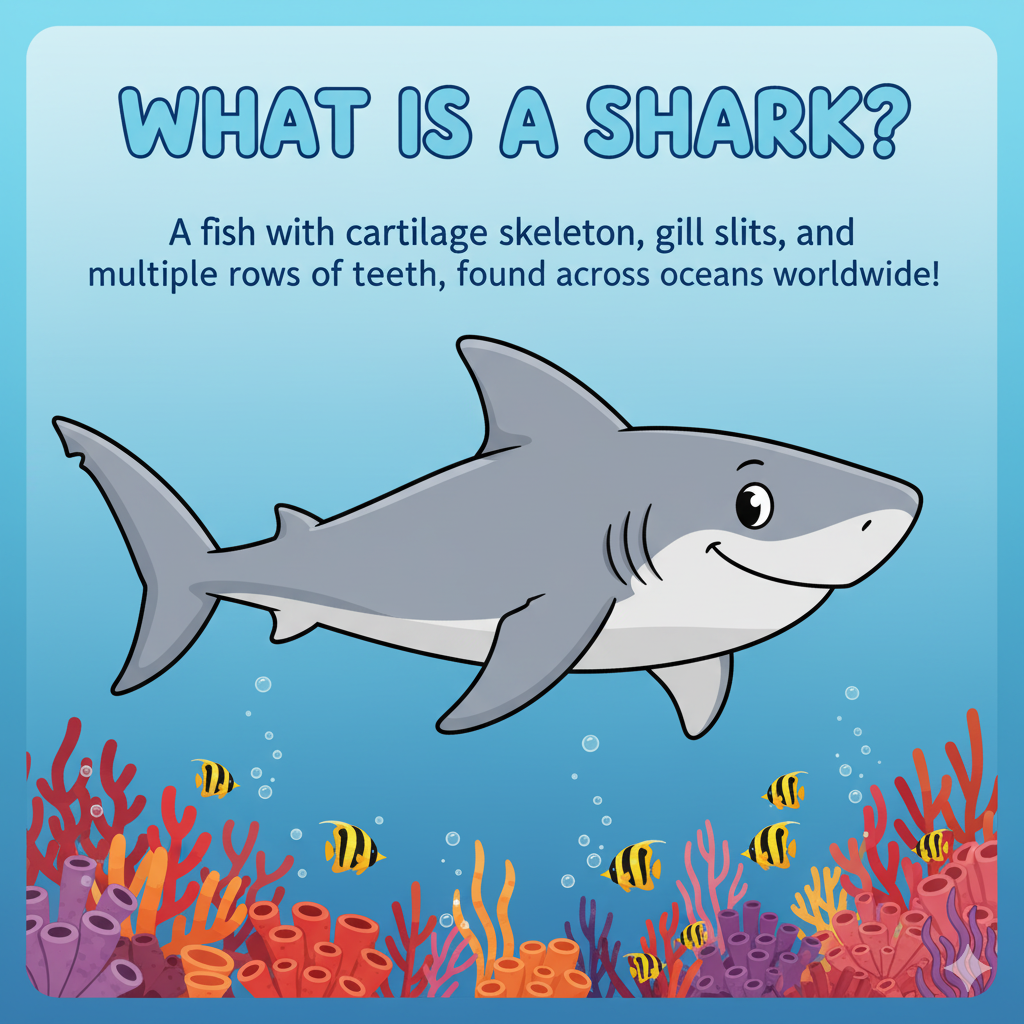 WHAT IS A SHARK?
A fish with cartilage skeleton, gill slits, and
multiple rows of teeth, found across oceans worldwide!